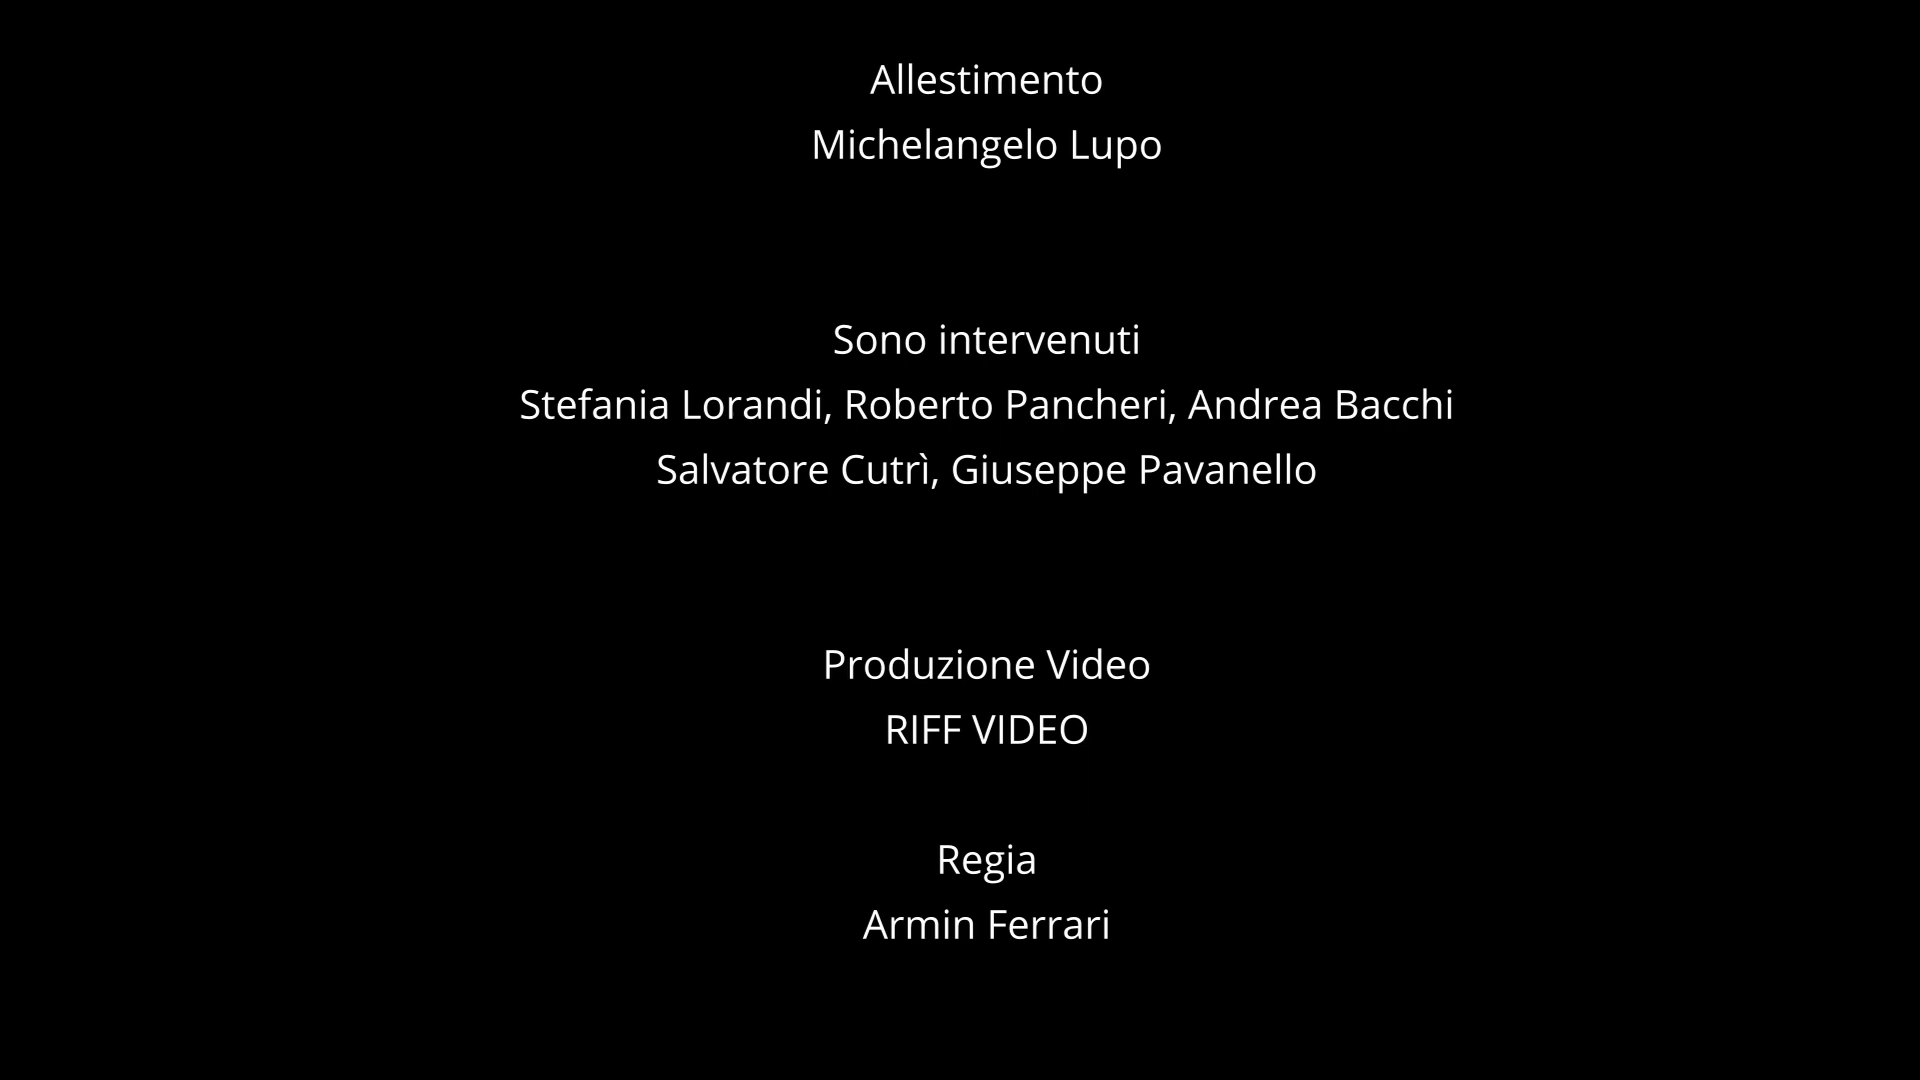 Allestimento
Michelangelo Lupo
Sono intervenuti
Stefania Lorandi, Roberto Pancheri, Andrea Bacchi
Salvatore Cutrì, Giuseppe Pavanello
Produzione Video
RIFF VIDEO
Regia
Armin Ferrari